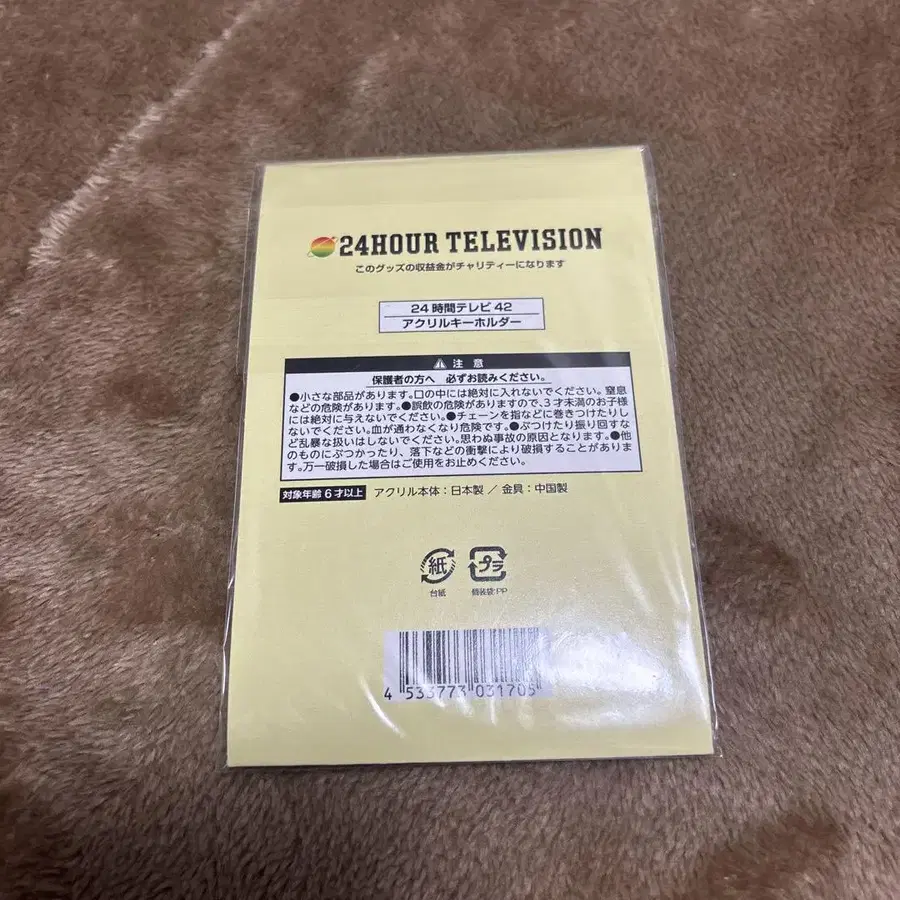 24HOUR TELEVISION
このグッズの収益金がチャリティーになります
24時間テレビ42
アクリルキーホルダー
注意
保護者の方へ 必ずお読みください。
●小さな部品があります。口の中には絶対に入れないでください。窒息
などの危険があります。●誤飲の危険がありますので、3才未満のお子様
には絶対に与えないでください。●チェーンを指などに巻きつけたりし
ないでください。血が通わなくなり危険です。●ぶつけたり振り回すな
ど乱暴な扱いはしないでください。思わぬ事故の原因となります。●他
のものにぶつかったり、落下などの衝撃により破損することがありま
す。万一破損した場合はご使用をお止めください。
対象年齢6才以上 アクリル本体:日本製/金具:中国製
紙 プラ
台紙 個装袋:PP
4 533773 031705